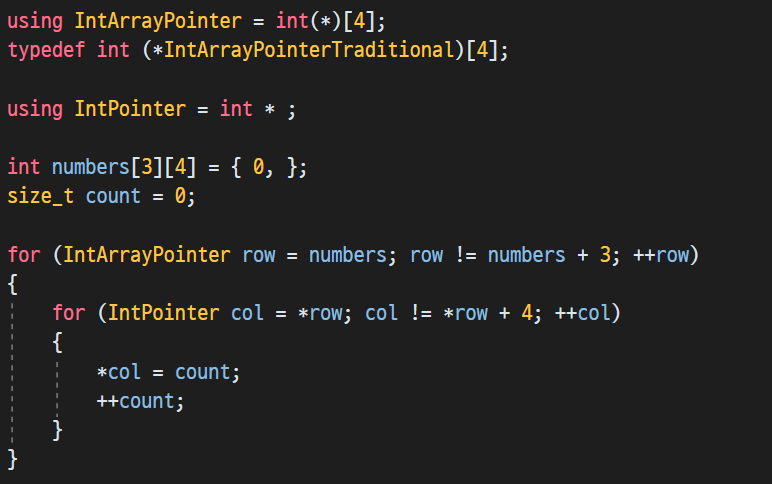 using IntArrayPointer = int(*)[4];
typedef int (*IntArrayPointerTraditional)[4];
using IntPointer = int * ;
int numbers[3][4] = { 0, };
size_t count = 0;
for (IntArrayPointer row = numbers; row != numbers + 3; ++row)
{
for (IntPointer col = *row; col != *row + 4; ++col)
{
*col = count;
++count;
}
}